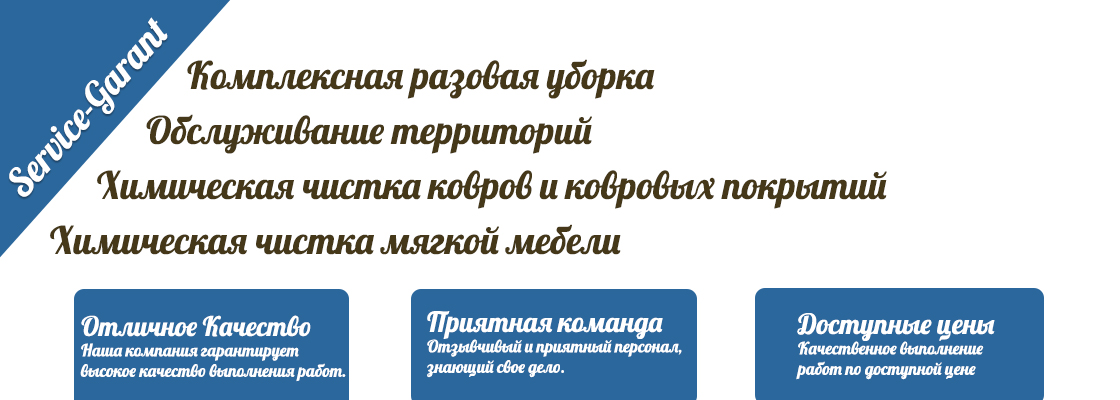 Service-Garant
Комплексная разовая уборка
Обслуживание территорий
Химическая чистка ковров и ковровых покрытий
Химическая чистка мягкой мебели
Отличное Качество
Наша компания гарантирует
высокое качество выполнения работ.
Приятная команда
Отзывчивый и приятный персонал,
знающий свое дело.
Доступные цены
Качественное выполнение
работ по доступной цене